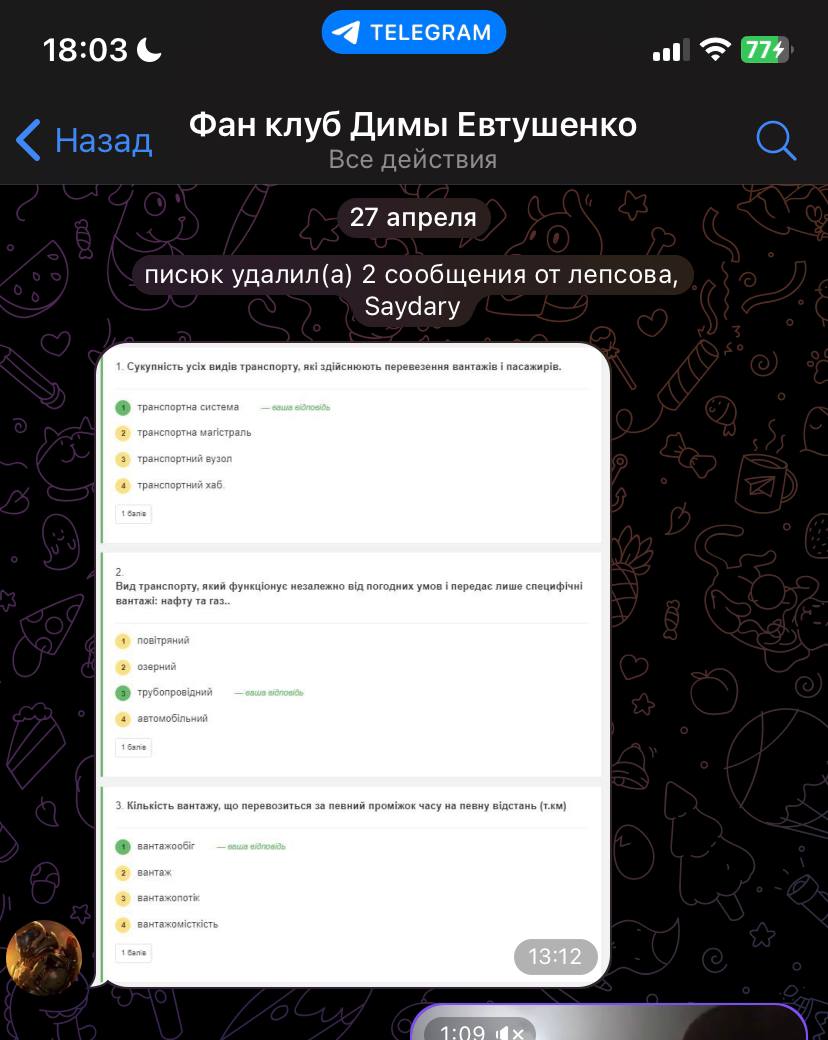 18:03
TELEGRAM
77
Назад
Фан клуб Димы Евтушенко
Все действия
27 апреля
писюк удалил(а) 2 сообщения от лепсова,
Saydary
1. Сукупність усіх видів транспорту, які здійснюють перевезення вантажів і пасажирів.
1 транспортна система — ваша відповідь
2 транспортна магістраль
3 транспортний вузол
4 транспортний хаб.
1 балів
2.
Вид транспорту, який функціонує незалежно від погодних умов і передає лише специфічні
вантажі: нафту та газ..
1 повітряний
2 озерний
3 трубопровідний — ваша відповідь
4 автомобільний
1 балів
3. Кількість вантажу, що перевозиться за певний проміжок часу на певну відстань (т.км)
1 вантажообіг — ваша відповідь
2 вантаж
3 вантажопотік
4 вантажомісткість
1 балів
13:12
1:09